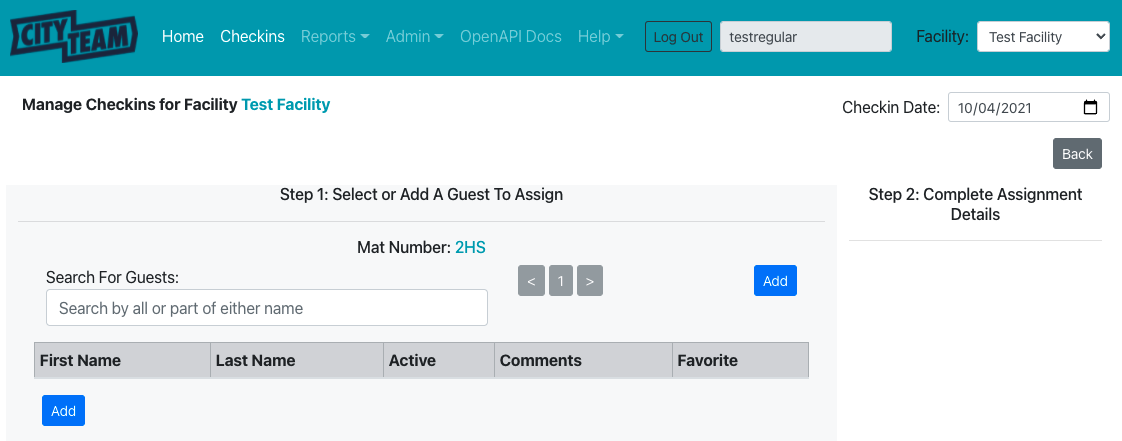 CITY TEAM
Home Checkins Reports Admin OpenAPI Docs Help Log Out testregular Facility: Test Facility
Manage Checkins for Facility Test Facility
Checkin Date: 10/04/2021
Back
Step 1: Select or Add A Guest To Assign
Mat Number: 2HS
Search For Guests:
Search by all or part of either name
< 1 >
Add
First Name Last Name Active Comments Favorite
Add
Step 2: Complete Assignment
Details